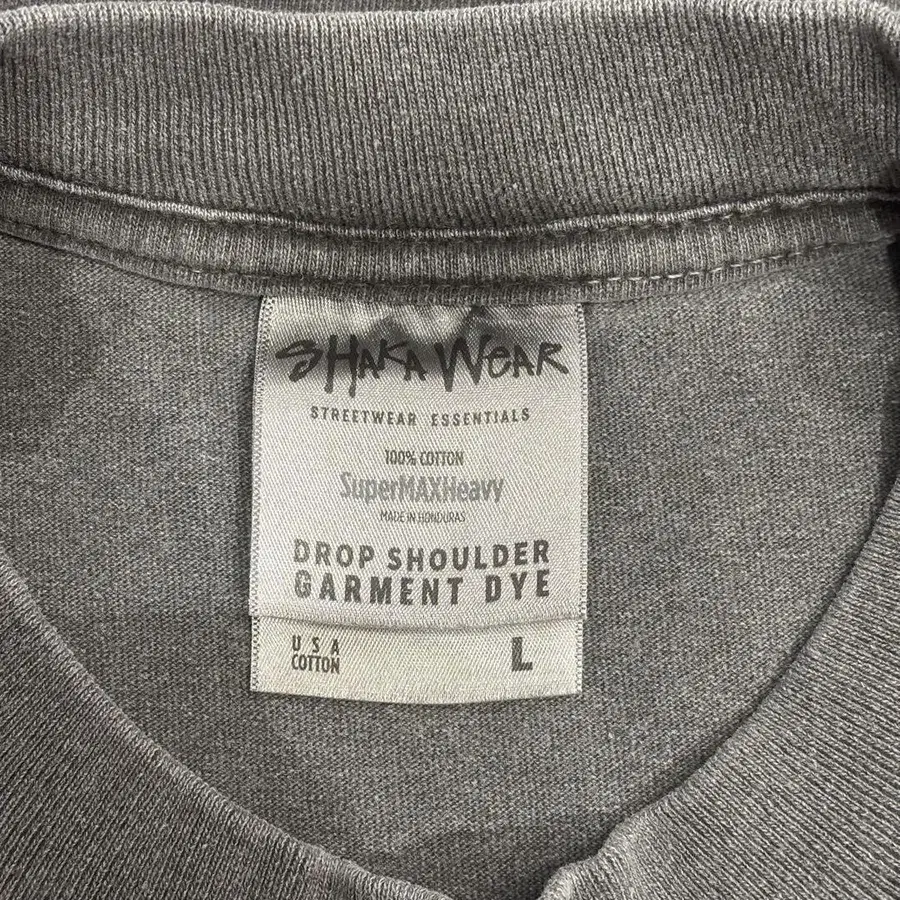 SHAKA WEAR
STREETWEAR ESSENTIALS
100% COTTON
SuperMAXHeavy
MADE IN HONDURAS
DROP SHOULDER
GARMENT DYE
USA
COTTON
L